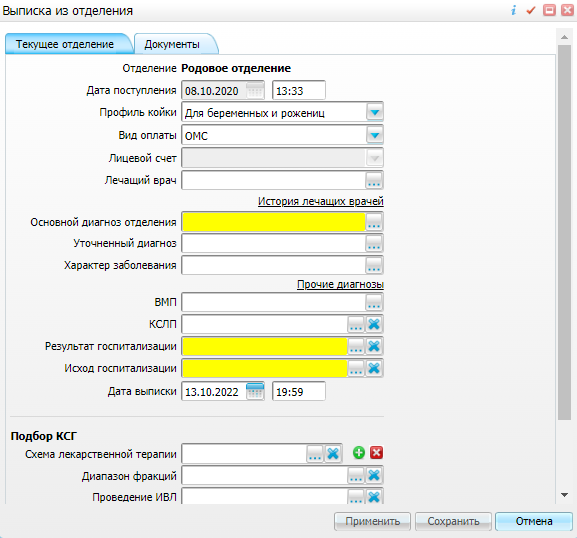 Выписка из отделения
Текущее отделение Документы
Отделение Родовое отделение
Дата поступления 08.10.2020 13:33
Профиль койки Для беременных и рожениц
Вид оплаты ОМС
Лицевой счет
Лечащий врач ...
История лечащих врачей
Основной диагноз отделения ...
Уточненный диагноз ...
Характер заболевания ...
Прочие диагнозы
ВМП ...
КСЛП ...
Результат госпитализации ...
Исход госпитализации ...
Дата выписки 13.10.2022 19:59
Подбор КСГ
Схема лекарственной терапии ...
Диапазон фракций ...
Проведение ИВЛ ...
Применить Сохранить Отмена